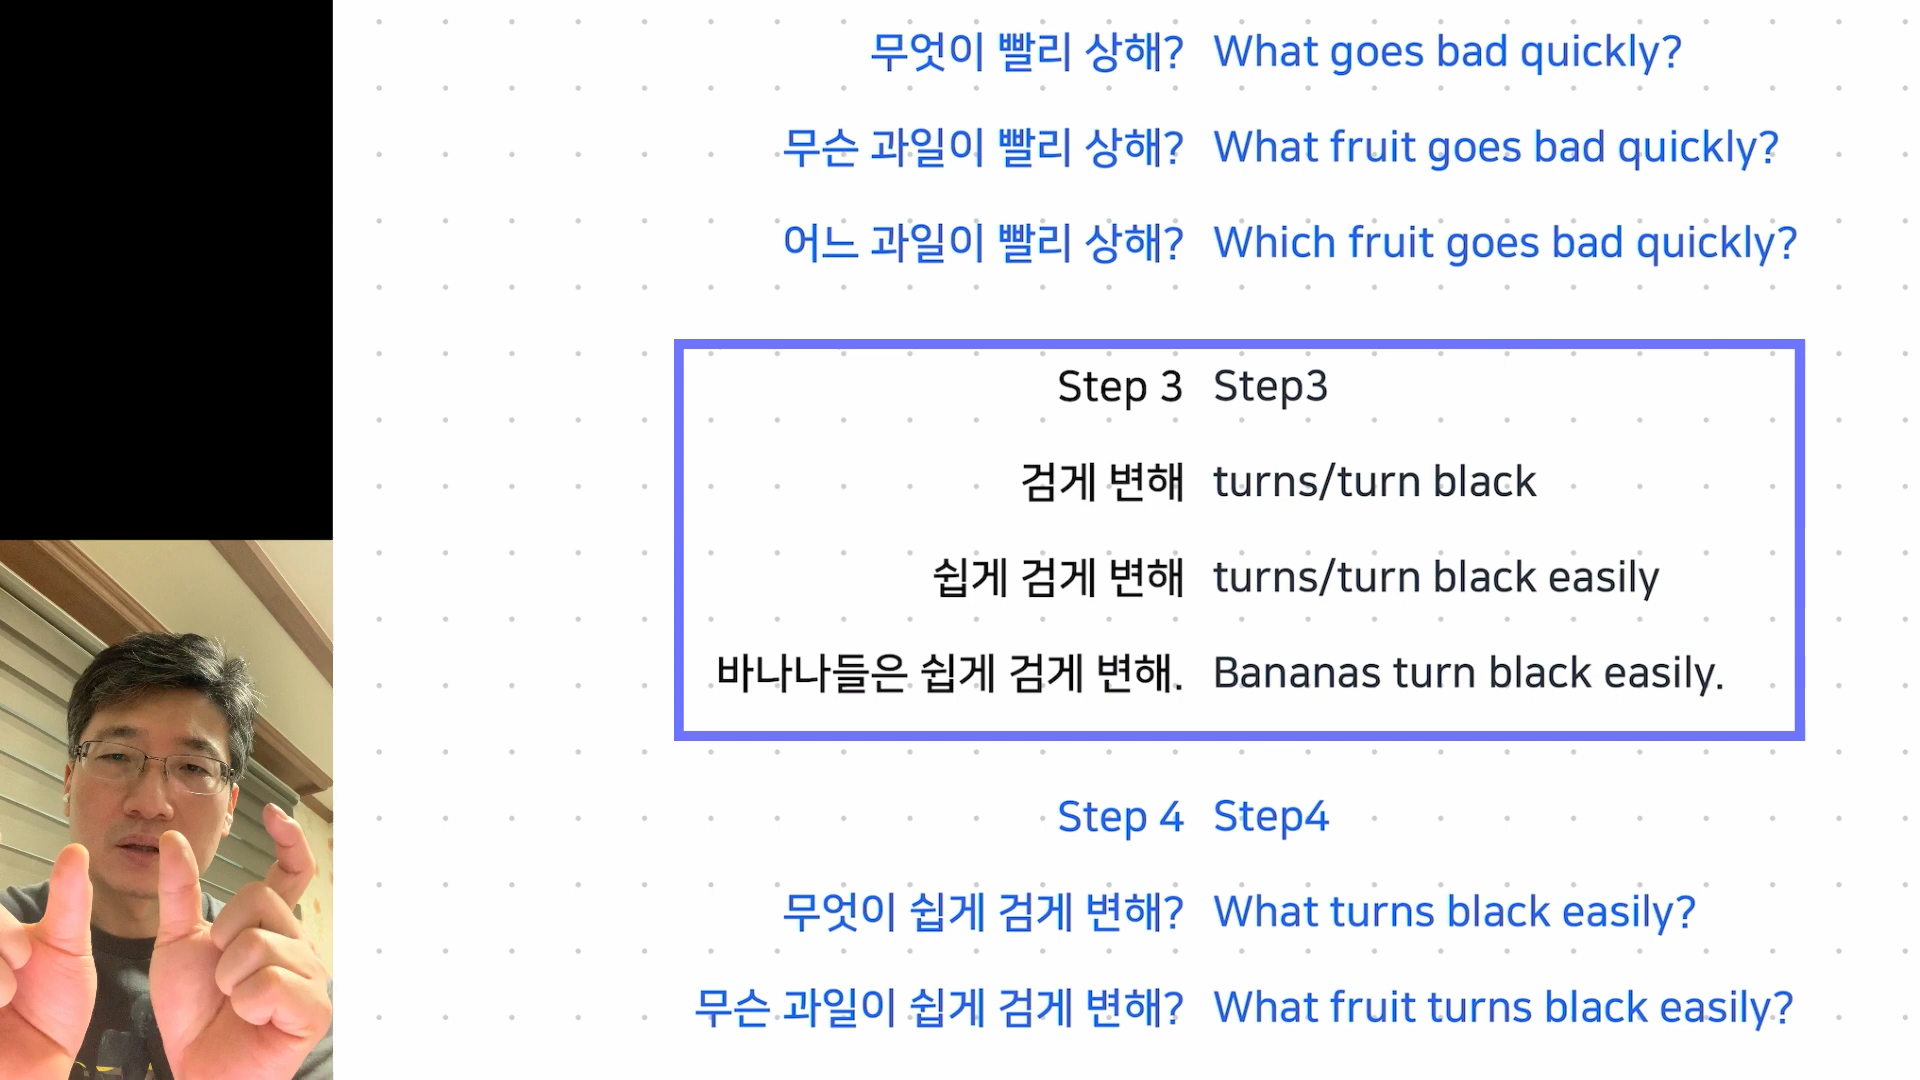 무엇이 빨리 상해? What goes bad quickly?
무슨 과일이 빨리 상해? What fruit goes bad quickly?
어느 과일이 빨리 상해? Which fruit goes bad quickly?
Step 3 Step3
검게 변해 turns/turn black
쉽게 검게 변해 turns/turn black easily
바나나들은 쉽게 검게 변해. Bananas turn black easily.
Step 4 Step4
무엇이 쉽게 검게 변해? What turns black easily?
무슨 과일이 쉽게 검게 변해? What fruit turns black easily?